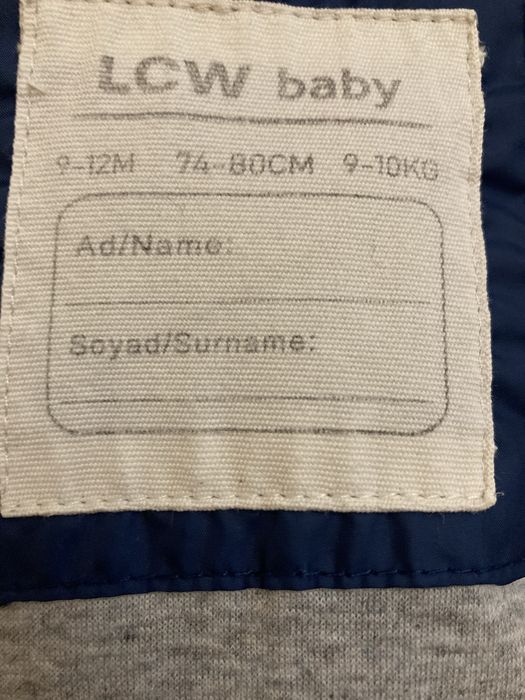 LCW baby
9-12M 74-80CM 9-10KG
Ad/Name:
Soyad/Surname: